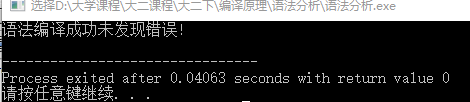 选择D:\大学课程\大二课程\大二下\编译原理\语法分析\语法分析.exe
语法编译成功未发现错误!
--------------------------------
Process exited after 0.04063 seconds with return value 0
请按任意键继续. . .